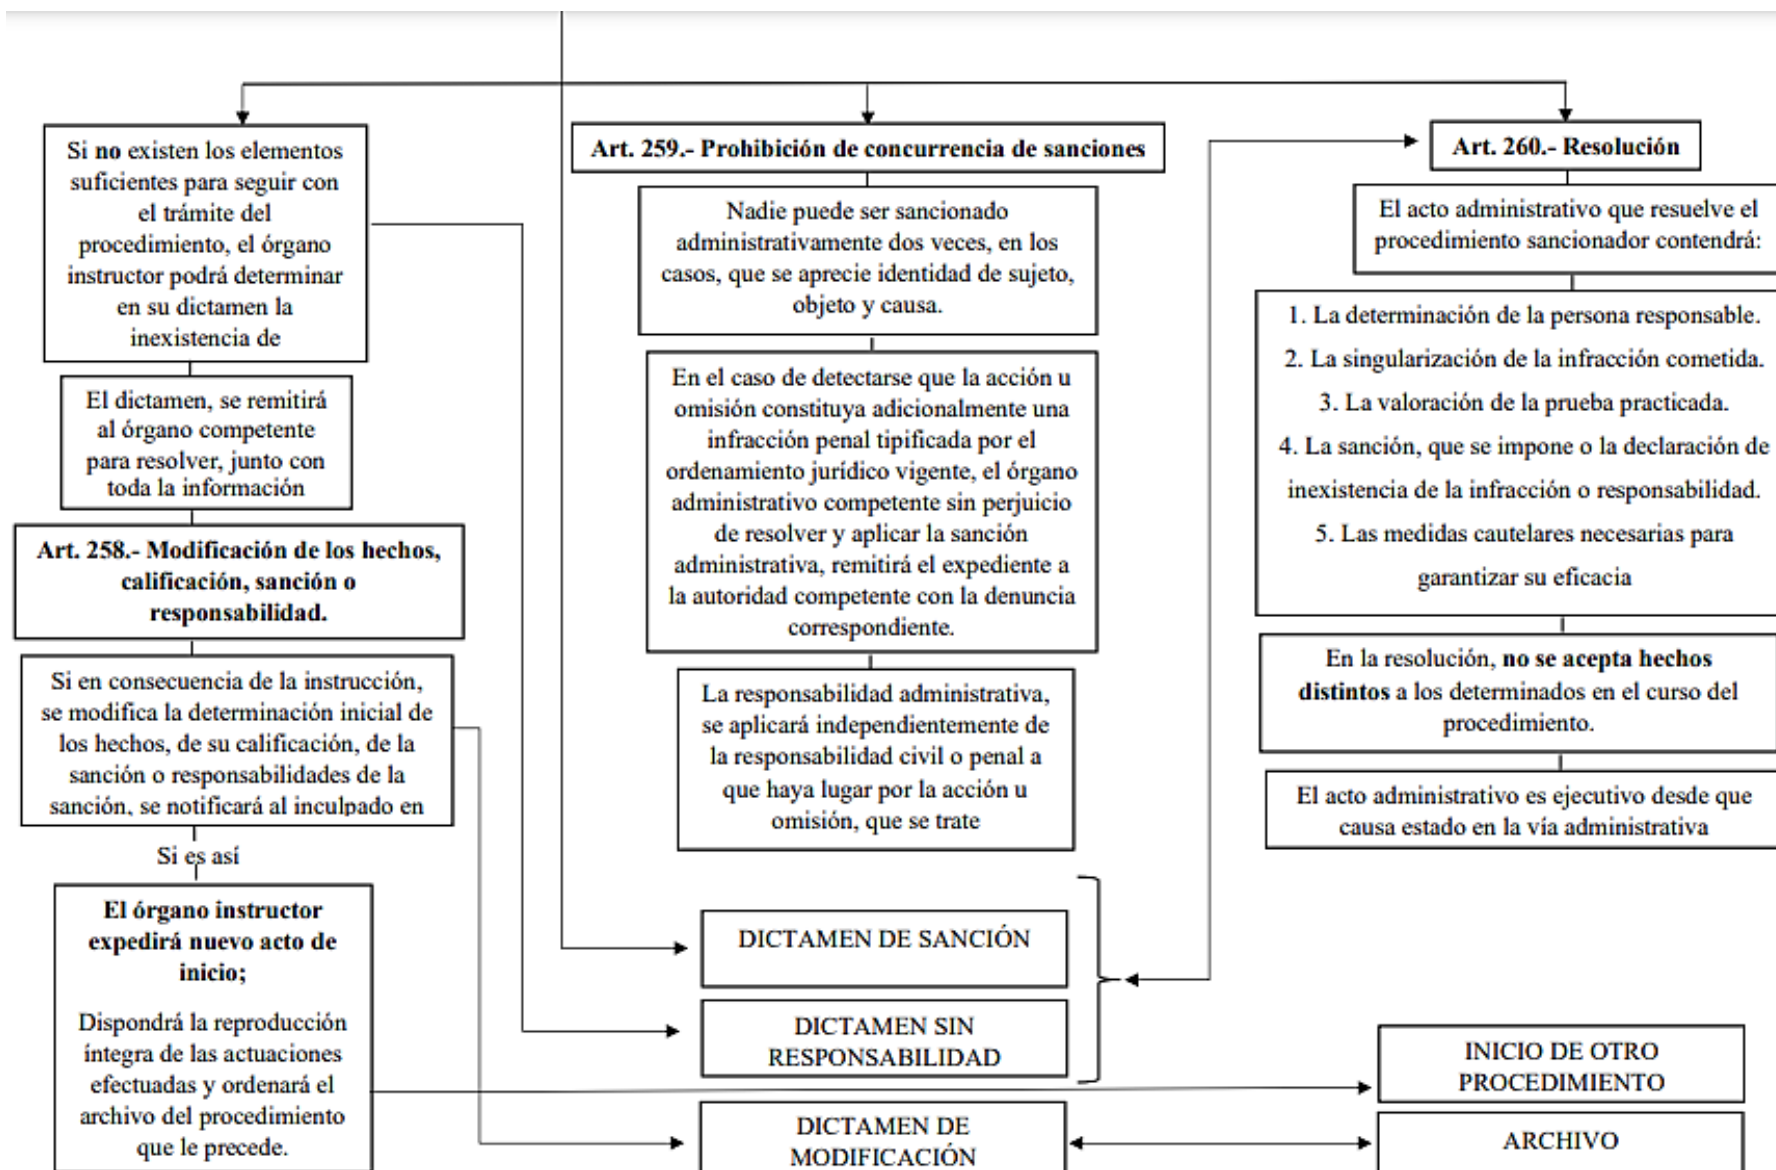 Si no existen los elementos
suficientes para seguir con
el trámite del
procedimiento, el órgano
instructor podrá determinar
en su dictamen la
inexistencia de
El dictamen, se remitirá
al órgano competente
para resolver, junto con
toda la información
Art. 258.- Modificación de los hechos,
calificación, sanción o
responsabilidad.
Si en consecuencia de la instrucción,
se modifica la determinación inicial de
los hechos, de su calificación, de la
sanción o responsabilidades de la
sanción, se notificará al inculpado en
Si es así
El órgano instructor
expedirá nuevo acto de
inicio;
Dispondrá la reproducción
íntegra de las actuaciones
efectuadas y ordenará el
archivo del procedimiento
que le precede.
Art. 259.- Prohibición de concurrencia de sanciones
Nadie puede ser sancionado
administrativamente dos veces, en los
casos, que se aprecie identidad de sujeto,
objeto y causa.
En el caso de detectarse que la acción u
omisión constituya adicionalmente una
infracción penal tipificada por el
ordenamiento jurídico vigente, el órgano
administrativo competente sin perjuicio
de resolver y aplicar la sanción
administrativa, remitirá el expediente a
la autoridad competente con la denuncia
correspondiente.
La responsabilidad administrativa,
se aplicará independientemente de
la responsabilidad civil o penal a
que haya lugar por la acción u
omisión, que se trate
DICTAMEN DE SANCIÓN
DICTAMEN SIN
RESPONSABILIDAD
DICTAMEN DE
MODIFICACIÓN
Art. 260.- Resolución
El acto administrativo que resuelve el
procedimiento sancionador contendrá:
1. La determinación de la persona responsable.
2. La singularización de la infracción cometida.
3. La valoración de la prueba practicada.
4. La sanción, que se impone o la declaración de
inexistencia de la infracción o responsabilidad.
5. Las medidas cautelares necesarias para
garantizar su eficacia
En la resolución, no se acepta hechos
distintos a los determinados en el curso del
procedimiento.
El acto administrativo es ejecutivo desde que
causa estado en la vía administrativa
INICIO DE OTRO
PROCEDIMIENTO
ARCHIVO